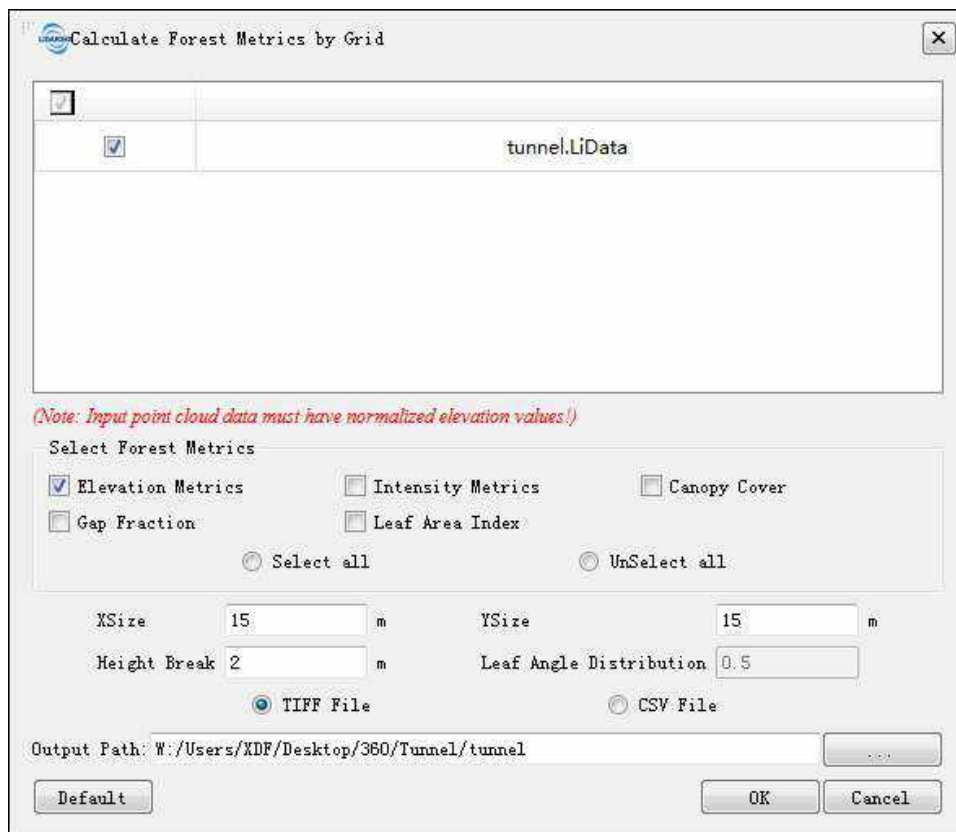 Calculate Forest Metrics by Grid
tunnel.LiData
(Note: Input point cloud data must have normalized elevation values!)
Select Forest Metrics
Elevation Metrics Intensity Metrics Canopy Cover
Gap Fraction Leaf Area Index
Select all UnSelect all
XSize 15 m YSize 15 m
Height Break 2 m Leaf Angle Distribution 0.5
TIFF File CSV File
Output Path: W:/Users/XDF/Desktop/360/Tunnel/tunnel ...
Default OK Cancel